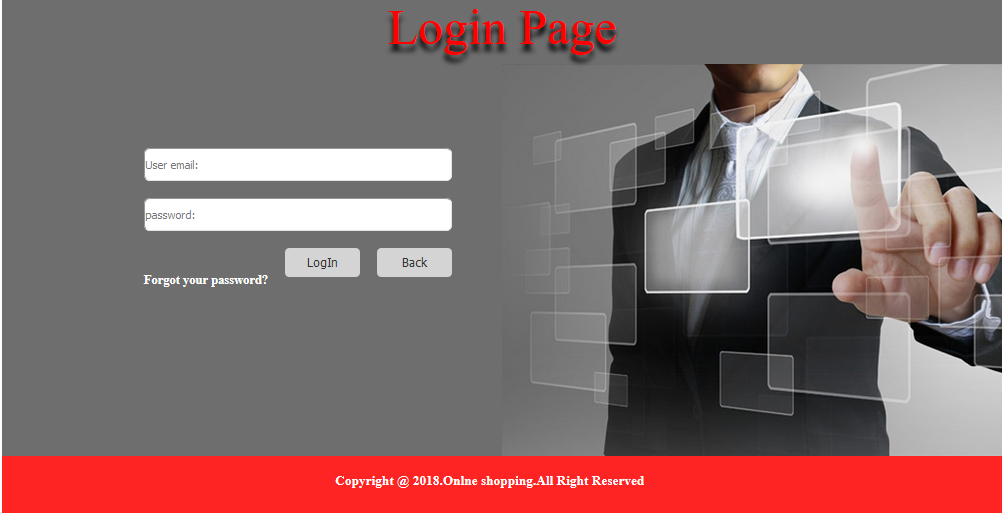 Login Page
User email:
password:
LogIn
Back
Forgot your password?
Copyright @ 2018.Onlne shopping.All Right Reserved